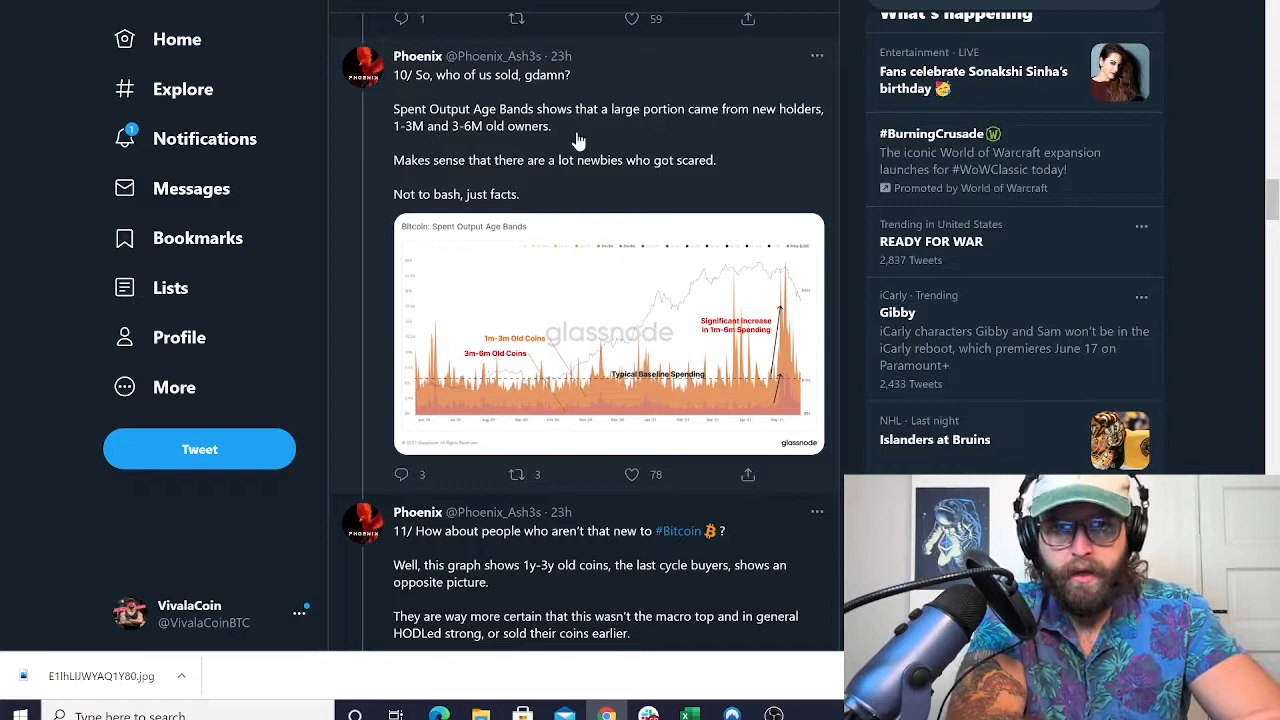 Home
Explore
1
Notifications
Messages
Bookmarks
Lists
Profile
More
Tweet
VivalaCoin
@VivalaCoinBTC
1
59
PHOENIX
Phoenix @Phoenix_Ash3s · 23h
10/ So, who of us sold, gdamn?
Spent Output Age Bands shows that a large portion came from new holders,
1-3M and 3-6M old owners.
Makes sense that there are a lot newbies who got scared.
Not to bash, just facts.
Bitcoin: Spent Output Age Bands
glassnode
Significant Increase
in 1m-6m Spending
1m-3m Old Coins
3m-6m Old Coins
Typical Baseline Spending
© 2021 Glassnode. All Rights Reserved.
glassnode
3
3
78
PHOENIX
Phoenix @Phoenix_Ash3s · 23h
11/ How about people who aren't that new to #Bitcoin ?
Well, this graph shows 1y-3y old coins, the last cycle buyers, shows an
opposite picture.
They are way more certain that this wasn't the macro top and in general
HODLed strong, or sold their coins earlier.
What's happening
Entertainment · LIVE
Fans celebrate Sonakshi Sinha's
birthday
#BurningCrusade
The iconic World of Warcraft expansion
launches for #WoWClassic today!
Promoted by World of Warcraft
Trending in United States
READY FOR WAR
2,837 Tweets
iCarly · Trending
Gibby
iCarly characters Gibby and Sam won't be in the
iCarly reboot, which premieres June 17 on
Paramount+
2,433 Tweets
NHL · Last night
Islanders at Bruins
Type here to search